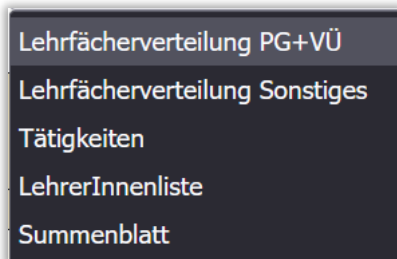 Lehrfächerverteilung PG+VÜ
Lehrfächerverteilung Sonstiges
Tätigkeiten
LehrerInnenliste
Summenblatt